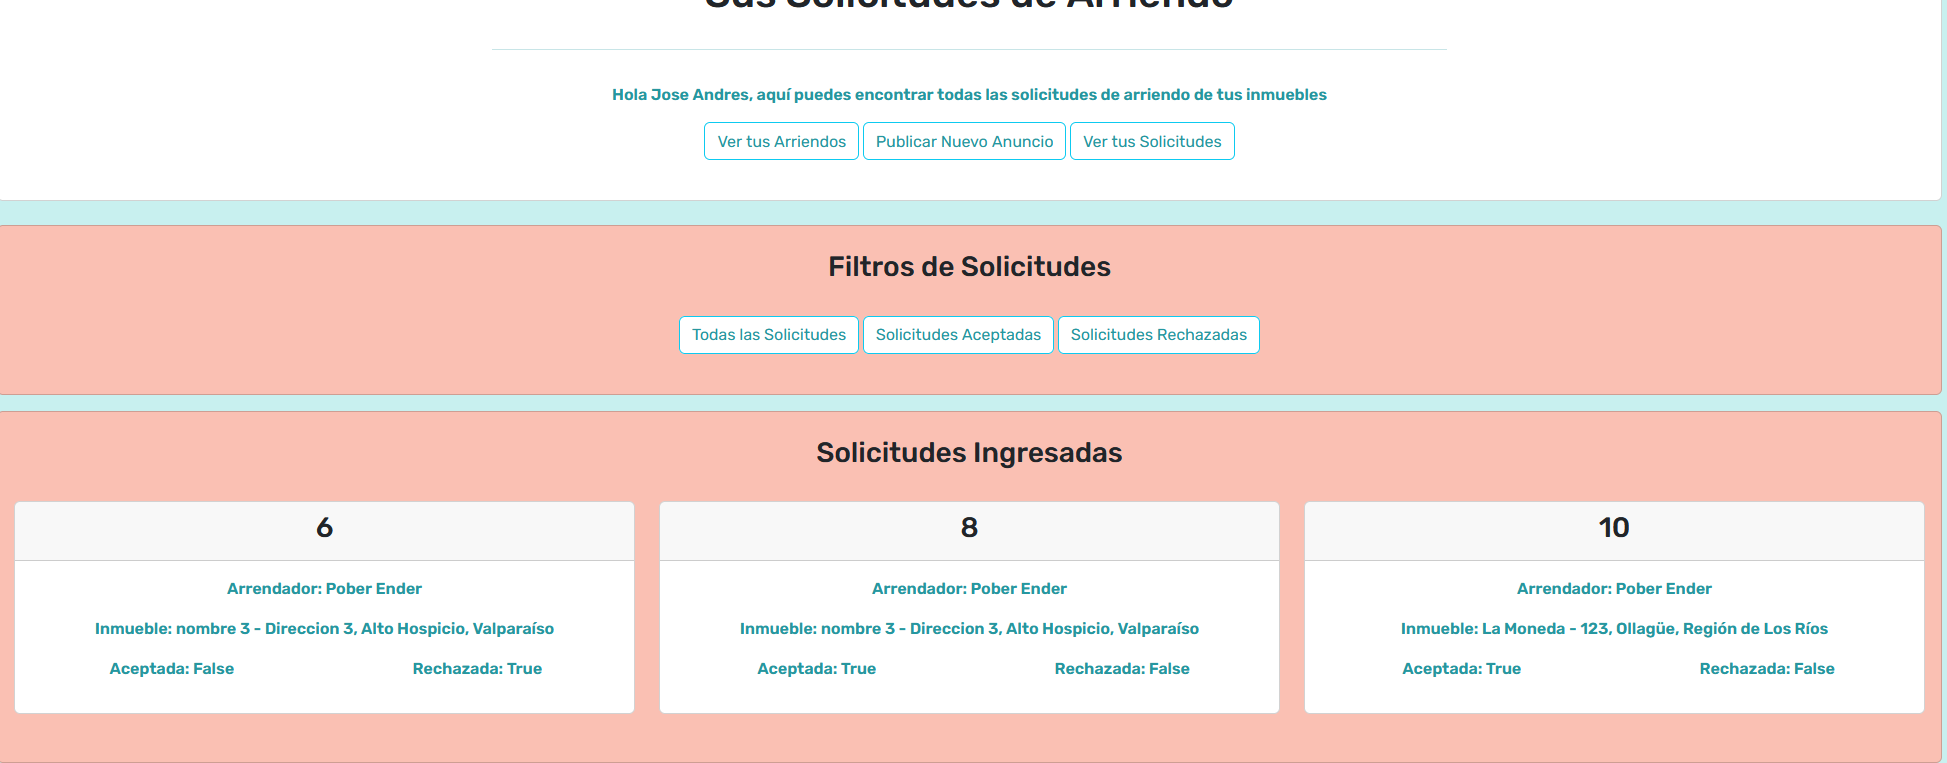 Sus Solicitudes de Arriendo
Hola Jose Andres, aquí puedes encontrar todas las solicitudes de arriendo de tus inmuebles
Ver tus Arriendos Publicar Nuevo Anuncio Ver tus Solicitudes
Filtros de Solicitudes
Todas las Solicitudes Solicitudes Aceptadas Solicitudes Rechazadas
Solicitudes Ingresadas
6
Arrendador: Pober Ender
Inmueble: nombre 3 - Direccion 3, Alto Hospicio, Valparaíso
Aceptada: False Rechazada: True
8
Arrendador: Pober Ender
Inmueble: nombre 3 - Direccion 3, Alto Hospicio, Valparaíso
Aceptada: True Rechazada: False
10
Arrendador: Pober Ender
Inmueble: La Moneda - 123, Ollagüe, Región de Los Ríos
Aceptada: True Rechazada: False